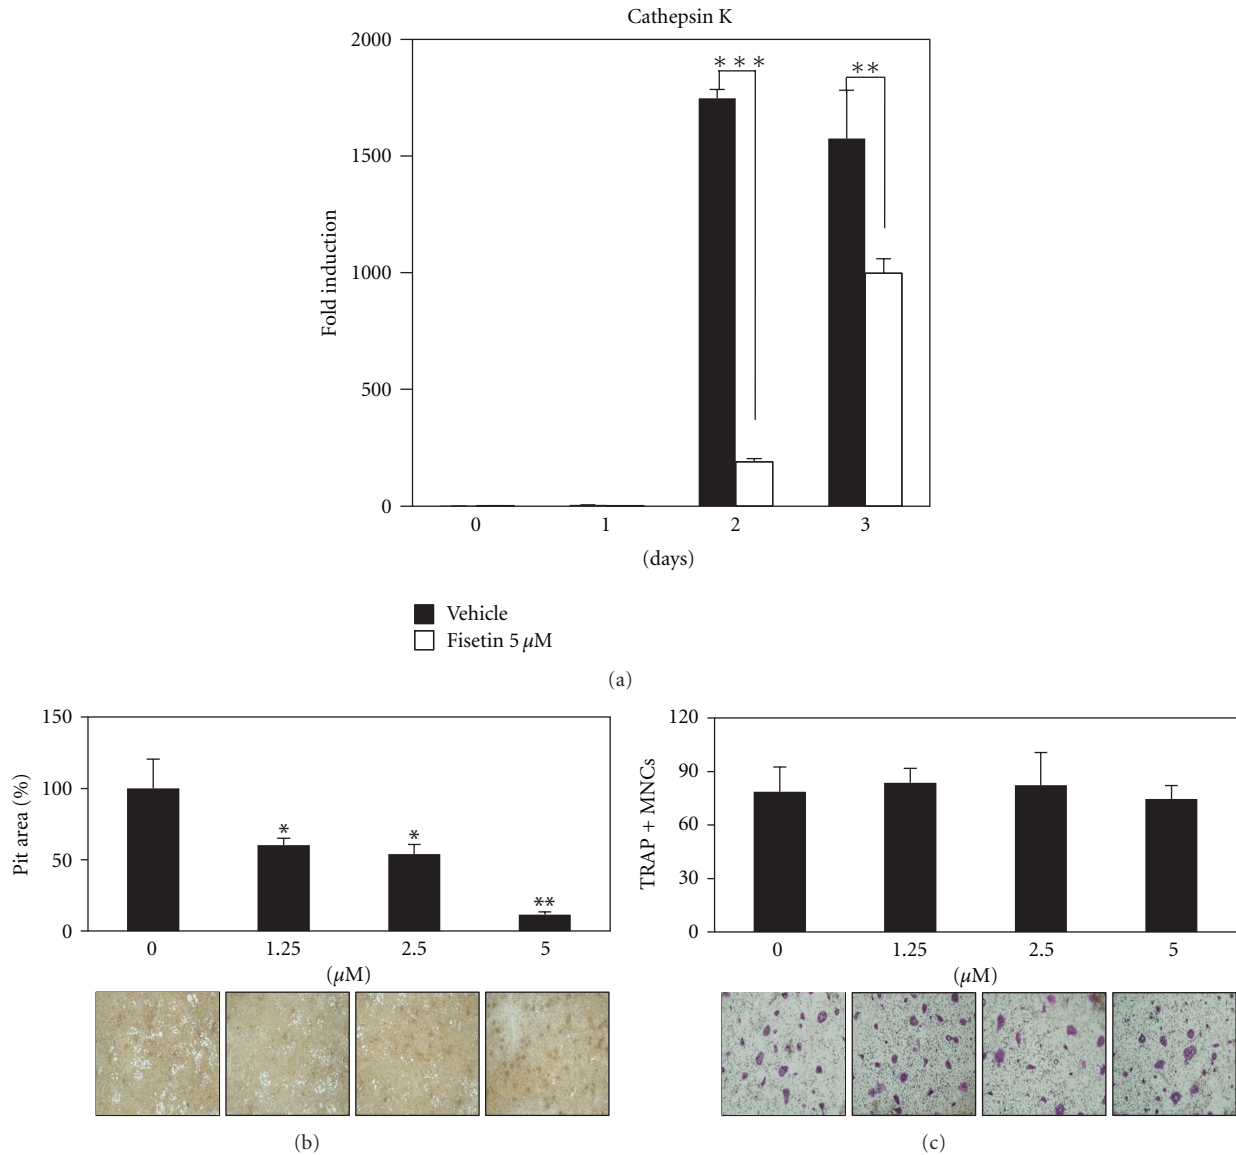 Cathepsin K
2000
1500
1000
500
0
Fold induction
***
**
0 1 2 3
(days)
Vehicle
Fisetin 5 µM
(a)
150
100
50
0
Pit area (%)
*
*
**
0 1.25 2.5 5
(µM)
(b)
120
90
60
30
0
TRAP + MNCs
0 1.25 2.5 5
(µM)
(c)